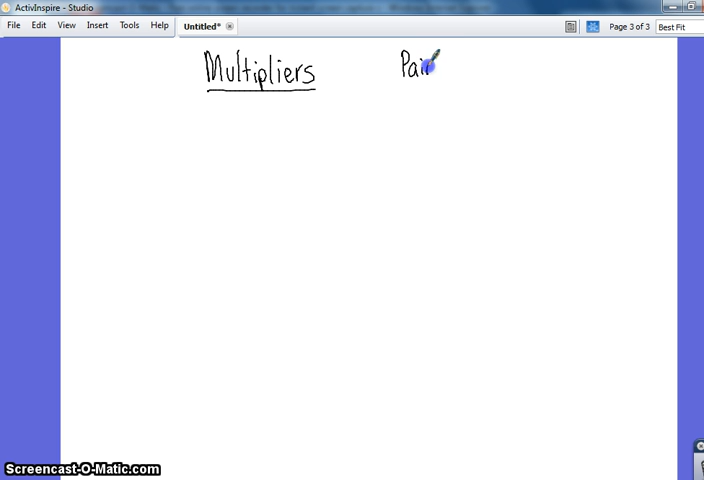 ActivInspire - Studio
File Edit View Insert Tools Help Untitled* Page 3 of 3 Best Fit
Multipliers Pai
Screencast-O-Matic.com